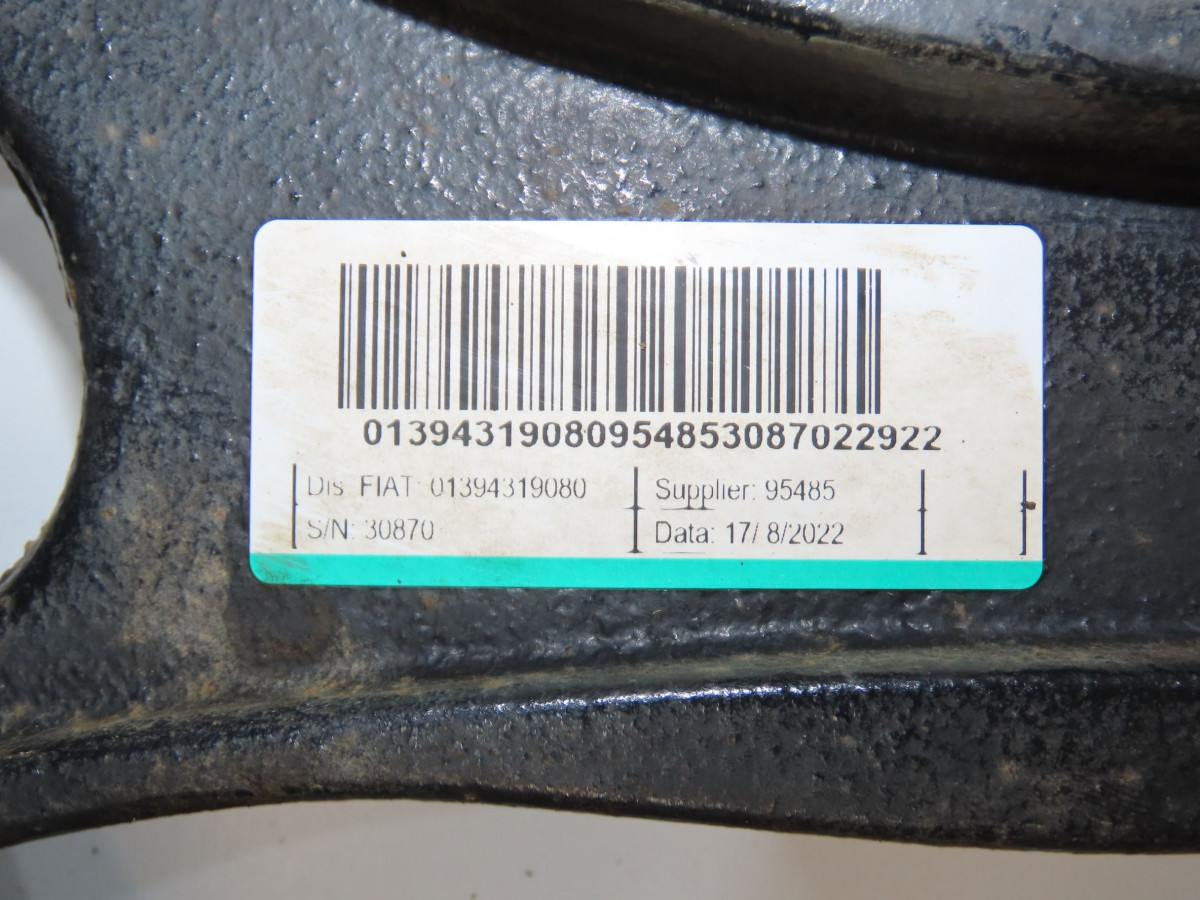 01394319080954853087022922
Dis. FIAT: 01394319080
Supplier: 95485
S/N: 30870
Data: 17/ 8/2022